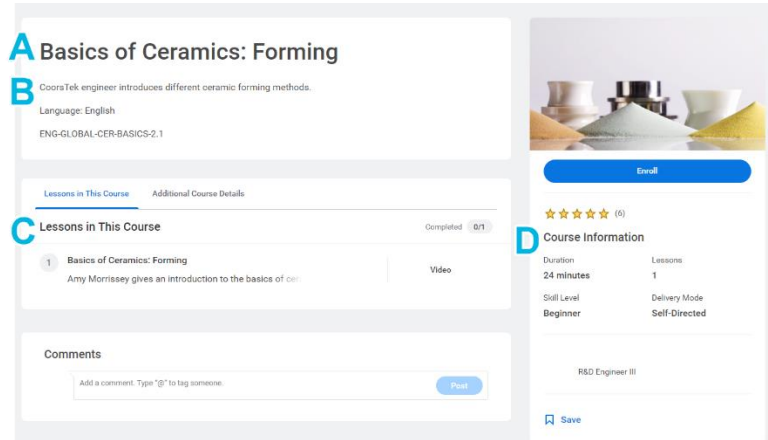 A Basics of Ceramics: Forming
B CoorsTek engineer introduces different ceramic forming methods.
Language: English
ENG-GLOBAL-CER-BASICS-2.1
Lessons in This Course Additional Course Details
C Lessons in This Course Completed 0/1
1 Basics of Ceramics: Forming Video
Amy Morrissey gives an introduction to the basics of
Comments
Add a comment. Type "@" to tag someone. Post
Enroll
(6)
D Course Information
Duration Lessons
24 minutes 1
Skill Level Delivery Mode
Beginner Self-Directed
R&D Engineer III
Save